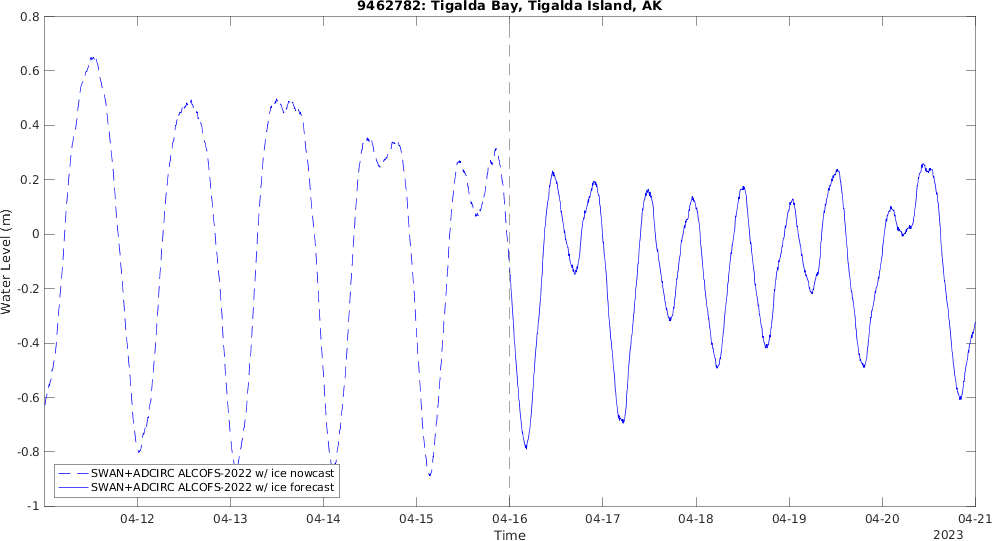 9462782: Tigalda Bay, Tigalda Island, AK
0.8
0.6
0.4
0.2
0
-0.2
-0.4
-0.6
-0.8
-1
Water Level (m)
SWAN+ADCIRC ALCOFS-2022 w/ ice nowcast
SWAN+ADCIRC ALCOFS-2022 w/ ice forecast
04-12 04-13 04-14 04-15 04-16 04-17 04-18 04-19 04-20 04-21
Time
2023